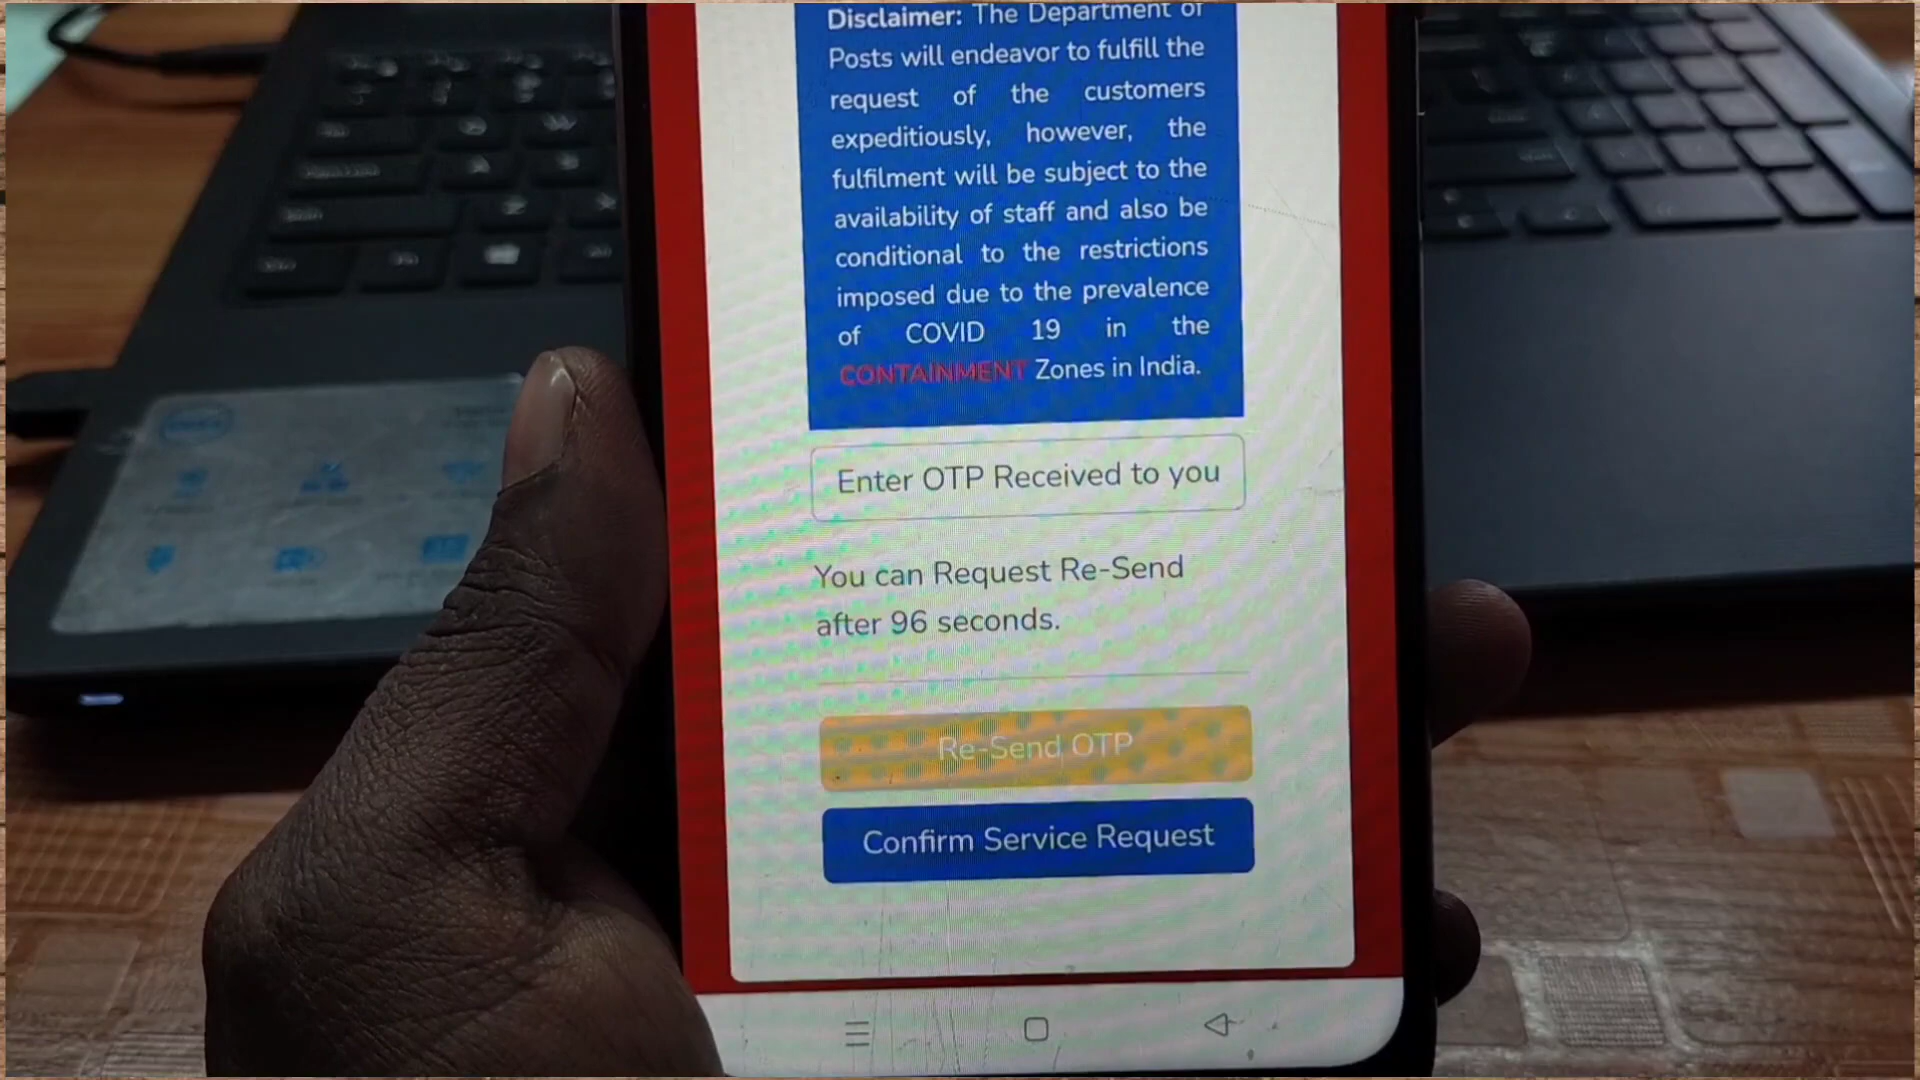 Disclaimer: The Department of
Posts will endeavor to fulfill the
request of the customers
expeditiously, however, the
fulfilment will be subject to the
availability of staff and also be
conditional to the restrictions
imposed due to the prevalence
of COVID 19 in the
CONTAINMENT Zones in India.
Enter OTP Received to you
You can Request Re-Send
after 96 seconds.
Re-Send OTP
Confirm Service Request